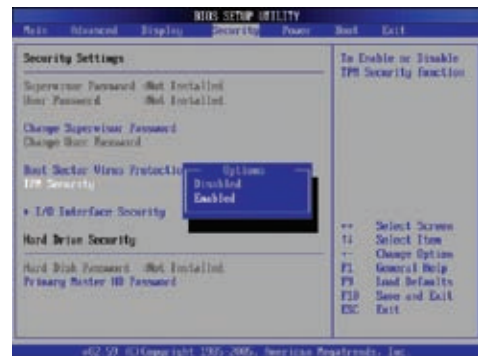 BIOS SETUP UTILITY
Main Advanced Display Security Power Boot Exit
Security Settings
Supervisor Password :Not Installed
User Password :Not Installed
Change Supervisor Password
Change User Password
Boot Sector Virus Protection
TPM Security
I/O Interface Security
Hard Drive Security
Hard Disk Password :Not Installed
Primary Master HD Password
Options
Disabled
Enabled
To Enable or Disable
TPM Security function
Select Screen
Select Item
Change Option
F1 General Help
F9 Load Defaults
F10 Save and Exit
ESC Exit
v02.59 (C)Copyright 1985-2005, American Megatrends, Inc.